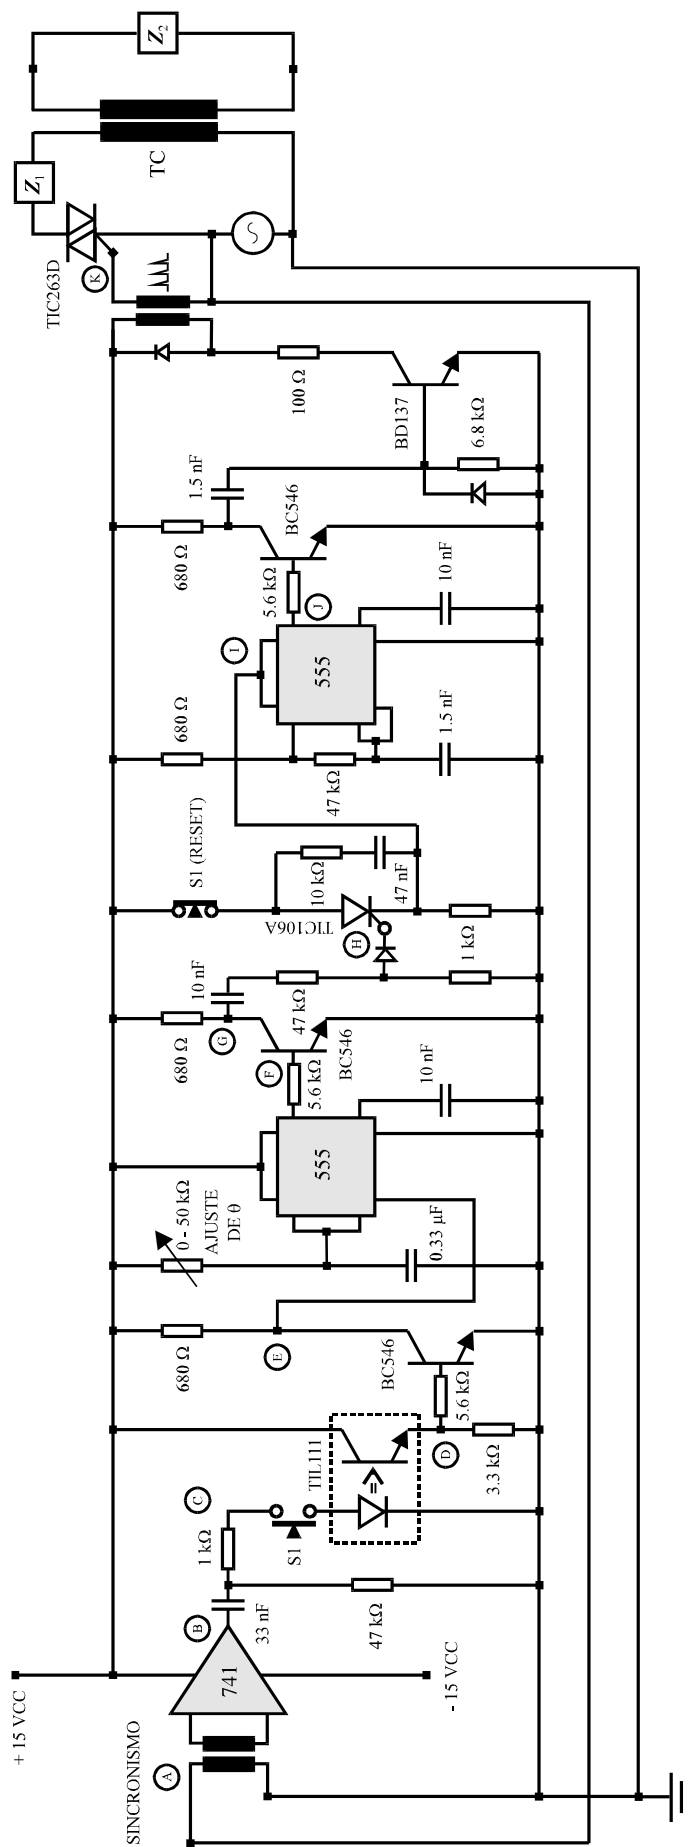 SINCRONISMO
A
+ 15 VCC
- 15 VCC
741
B
33 nF
47 kΩ
1 kΩ
C
S1
TIL111
D
3.3 kΩ
5.6 kΩ
BC546
E
680 Ω
0 - 50 kΩ
AJUSTE
DE θ
0.33 µF
555
10 nF
F
5.6 kΩ
BC546
680 Ω
G
10 nF
47 kΩ
1 kΩ
H
TIC106A
S1 (RESET)
10 kΩ
47 nF
680 Ω
47 kΩ
1.5 nF
I
555
J
10 nF
5.6 kΩ
BC546
680 Ω
1.5 nF
6.8 kΩ
BD137
100 Ω
K
TIC263D
Z1
TC
Z2